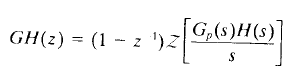 GH(z) = (1 - z⁻¹)Z[G_p(s)H(s)/s]